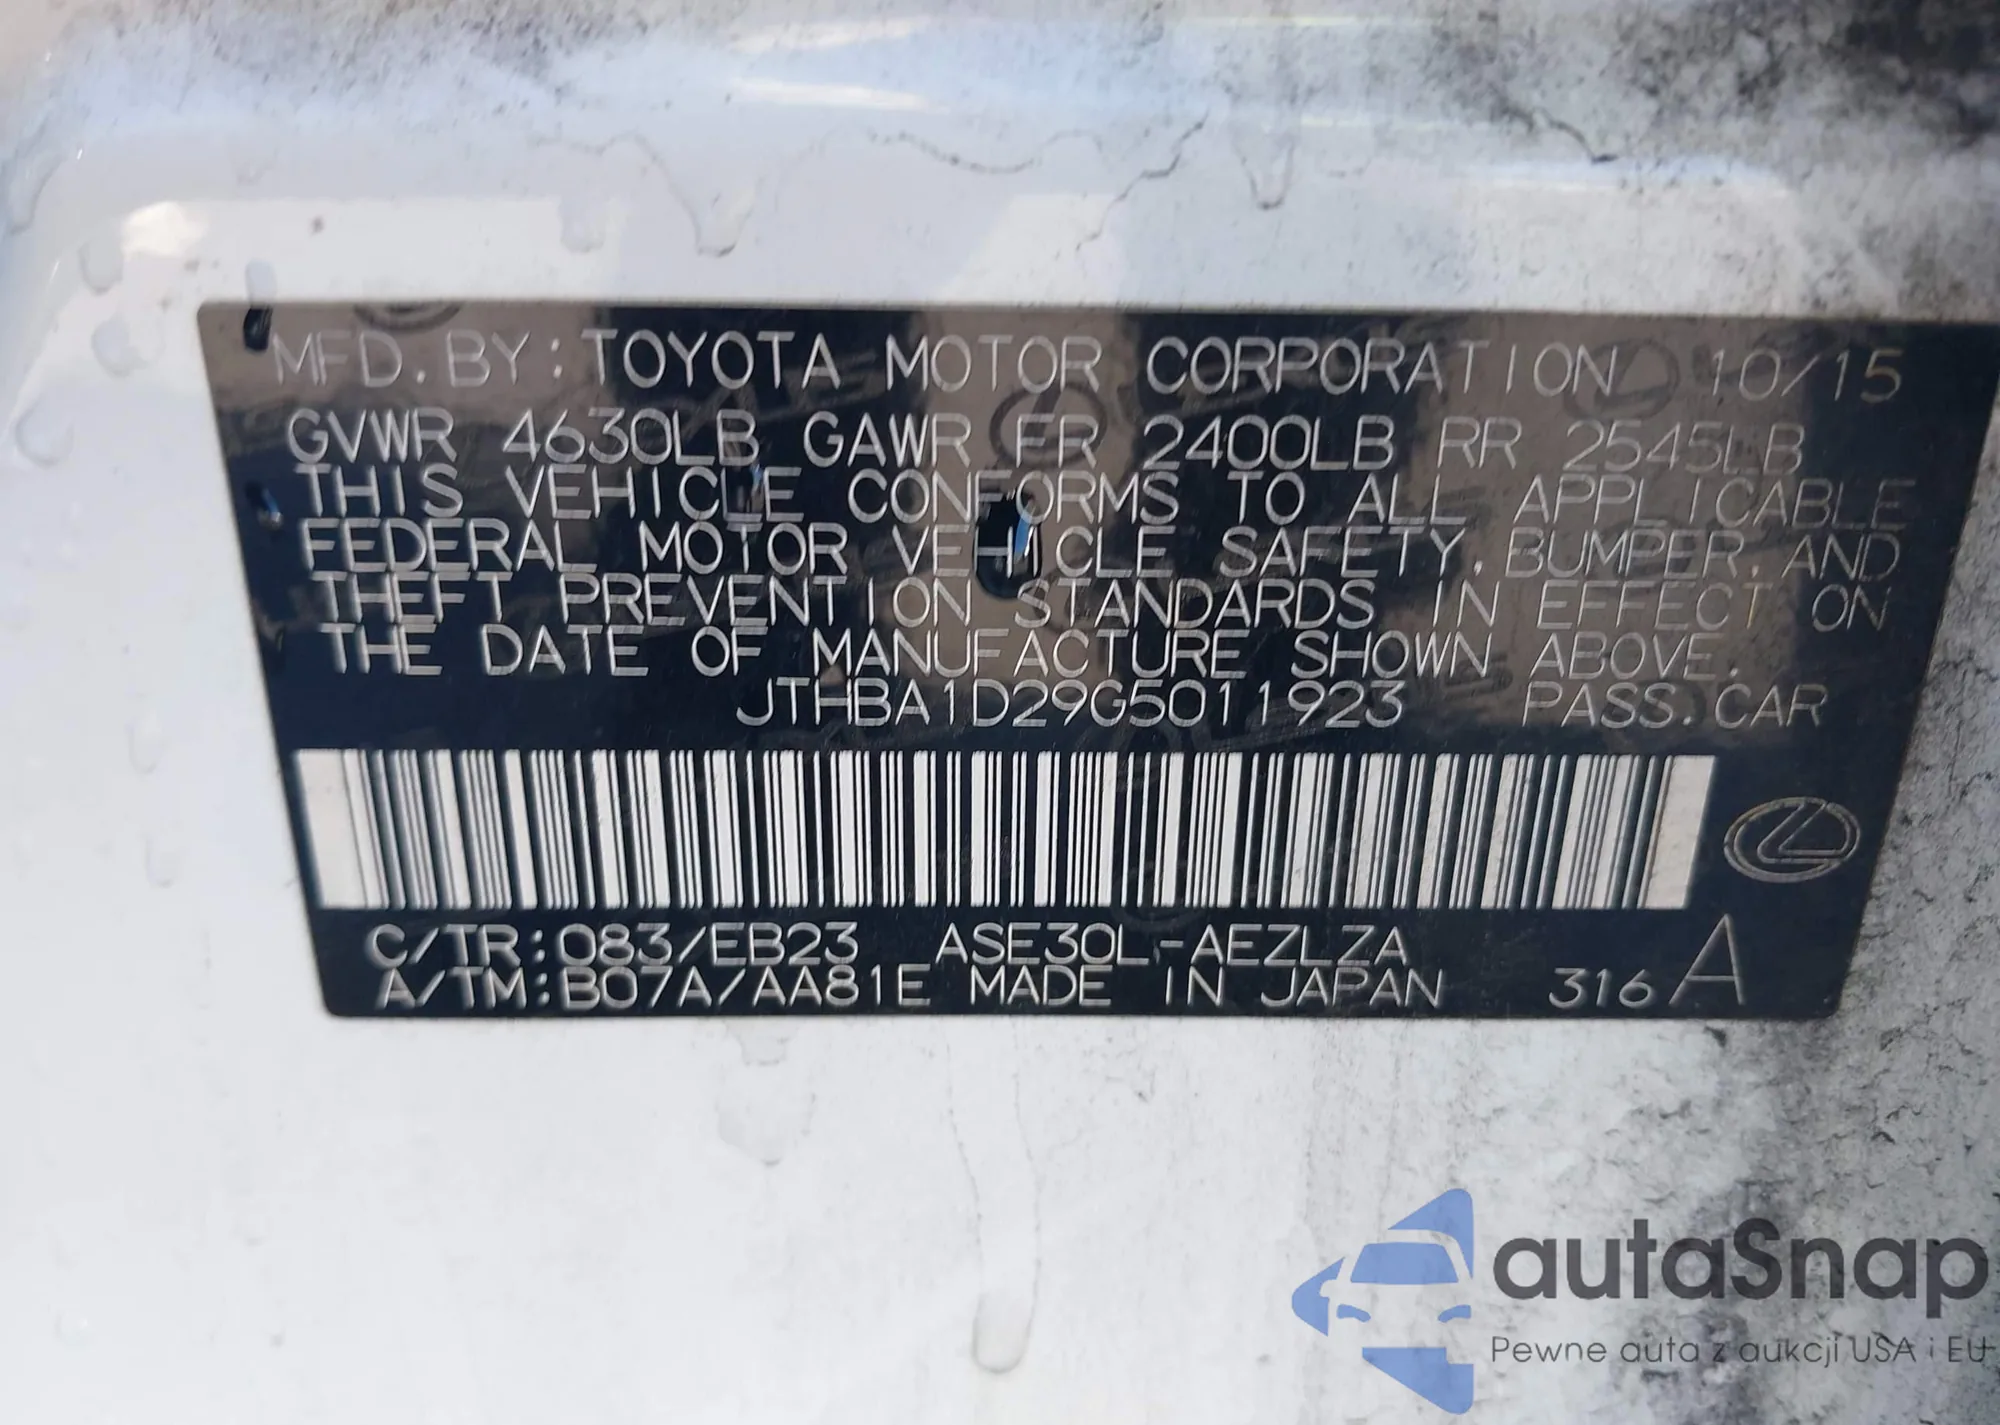 MFD. BY: TOYOTA MOTOR CORPORATION 10/15
GVWR 4630LB GAWR FR 2400LB RR 2545LB
THIS VEHICLE CONFORMS TO ALL APPLICABLE
FEDERAL MOTOR VEHICLE SAFETY, BUMPER, AND
THEFT PREVENTION STANDARDS IN EFFECT ON
THE DATE OF MANUFACTURE SHOWN ABOVE.
JTHBA1D29G5011923 PASS. CAR
C/TR: 083/EB23 ASE30L-AEZLZA
A/TM: B07A/AA81E MADE IN JAPAN 316 A
autaSnap
Pewne auta z aukcji USA i EU